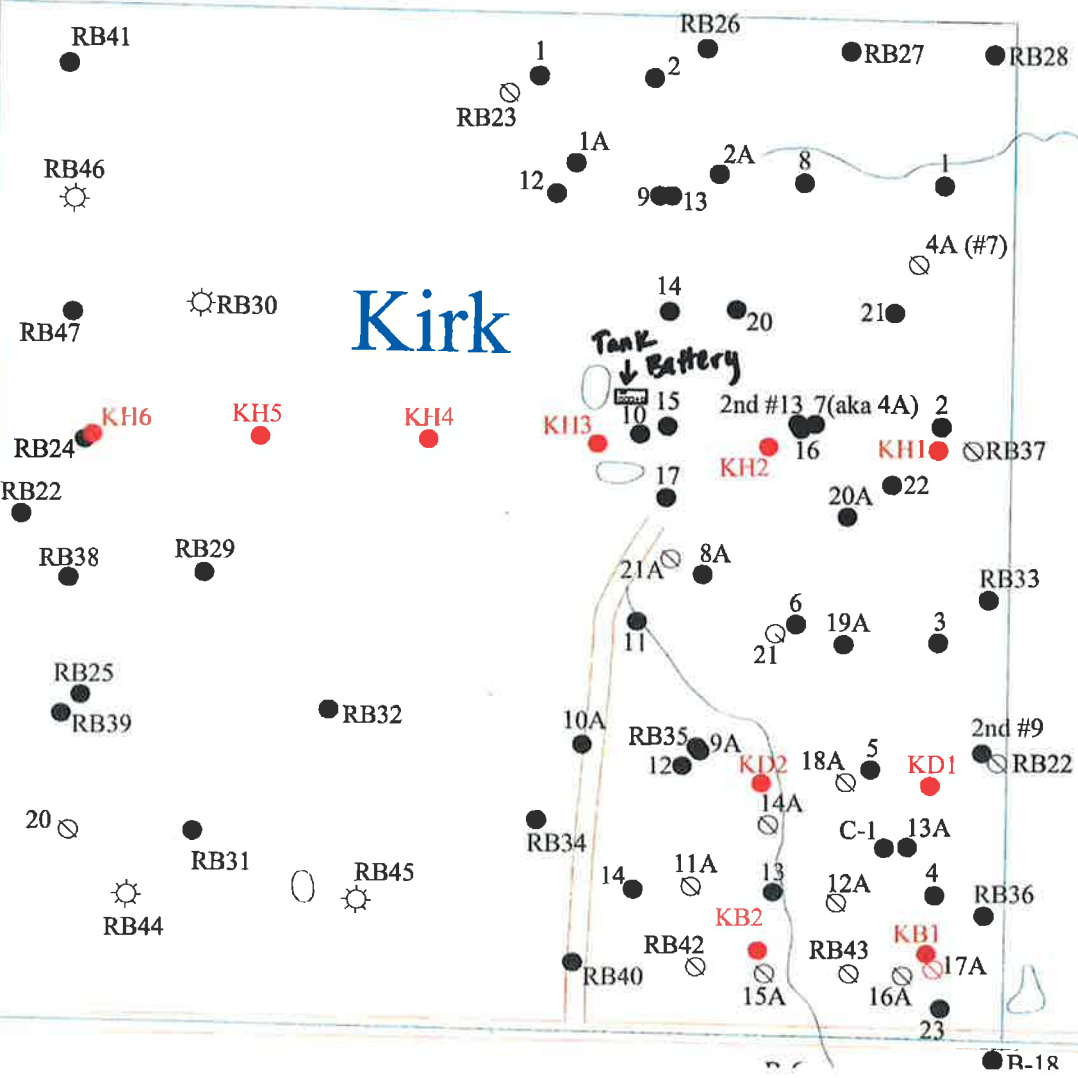 RB26
RB41
RB27
RB28
1
2
RB23
1A
2A
8
1
RB46
12
9
13
4A (#7)
RB30
14
20
21
RB47
Kirk
Tank
Battery
KH6
KH5
KH4
KH3
10
15
2nd #13
7(aka 4A)
2
RB24
KH2
16
KH1
RB37
RB22
17
20A
22
RB38
RB29
21A
8A
RB33
11
6
21
19A
3
RB25
RB39
RB32
10A
RB35
9A
2nd #9
12
KD2
18A
5
KD1
RB22
20
14A
RB31
RB34
C-1
13A
RB45
14
11A
13
12A
4
RB36
RB44
KB2
KB1
RB42
RB43
17A
RB40
15A
16A
23
B-18